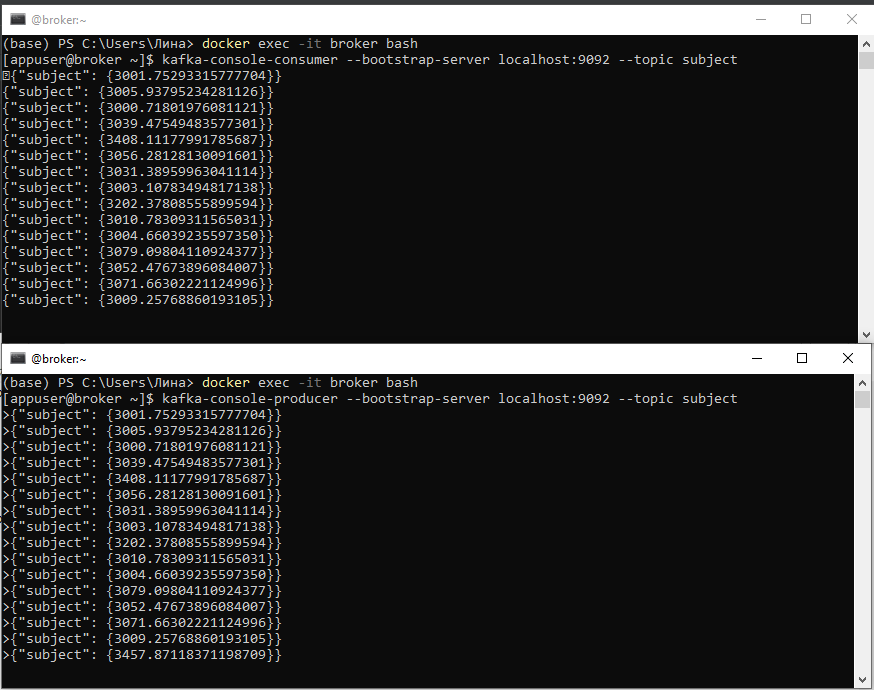 @broker:~
(base) PS C:\Users\Лина> docker exec -it broker bash
[appuser@broker ~]$ kafka-console-consumer --bootstrap-server localhost:9092 --topic subject
{"subject": {3001.75293315777704}}
{"subject": {3005.93795234281126}}
{"subject": {3000.71801976081121}}
{"subject": {3039.47549483577301}}
{"subject": {3408.11177991785687}}
{"subject": {3056.28128130091601}}
{"subject": {3031.38959963041114}}
{"subject": {3003.10783494817138}}
{"subject": {3202.37808555899594}}
{"subject": {3010.78309311565031}}
{"subject": {3004.66039235597350}}
{"subject": {3079.09804110924377}}
{"subject": {3052.47673896084007}}
{"subject": {3071.66302221124996}}
{"subject": {3009.25768860193105}}
@broker:~
(base) PS C:\Users\Лина> docker exec -it broker bash
[appuser@broker ~]$ kafka-console-producer --bootstrap-server localhost:9092 --topic subject
>{"subject": {3001.75293315777704}}
>{"subject": {3005.93795234281126}}
>{"subject": {3000.71801976081121}}
>{"subject": {3039.47549483577301}}
>{"subject": {3408.11177991785687}}
>{"subject": {3056.28128130091601}}
>{"subject": {3031.38959963041114}}
>{"subject": {3003.10783494817138}}
>{"subject": {3202.37808555899594}}
>{"subject": {3010.78309311565031}}
>{"subject": {3004.66039235597350}}
>{"subject": {3079.09804110924377}}
>{"subject": {3052.47673896084007}}
>{"subject": {3071.66302221124996}}
>{"subject": {3009.25768860193105}}
>{"subject": {3457.87118371198709}}